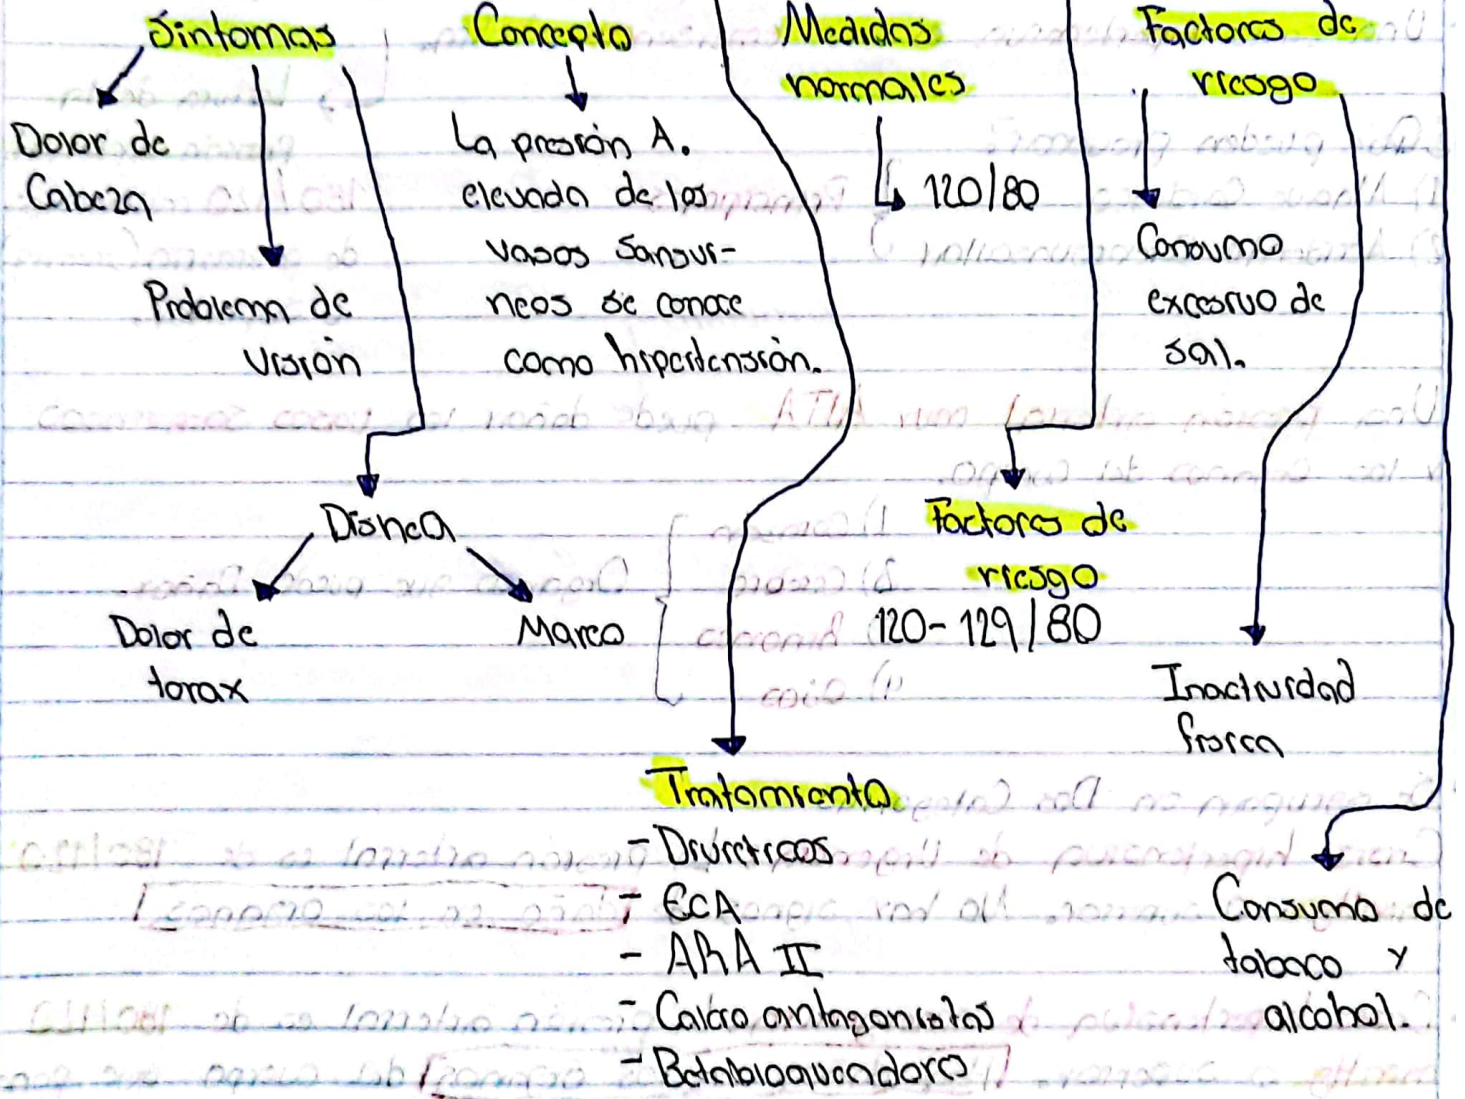 Síntomas
Dolor de
Cabeza
Problema de
Visión
Disnea
Dolor de
torax
Mareo
Concepto
La presión A.
elevada de los
vasos Sanguí-
neos se conoce
como hipertensión.
Medidas
normales
120/80
Factores de
riesgo
120-129/80
Tratamiento
- Diureticos
- ECA
- ARA II
- Calcio antagonistas
- Betabloqueadores
Factores de
riesgo
Consumo
excesivo de
sal.
Inactividad
física
Consumo de
tabaco y
alcohol.